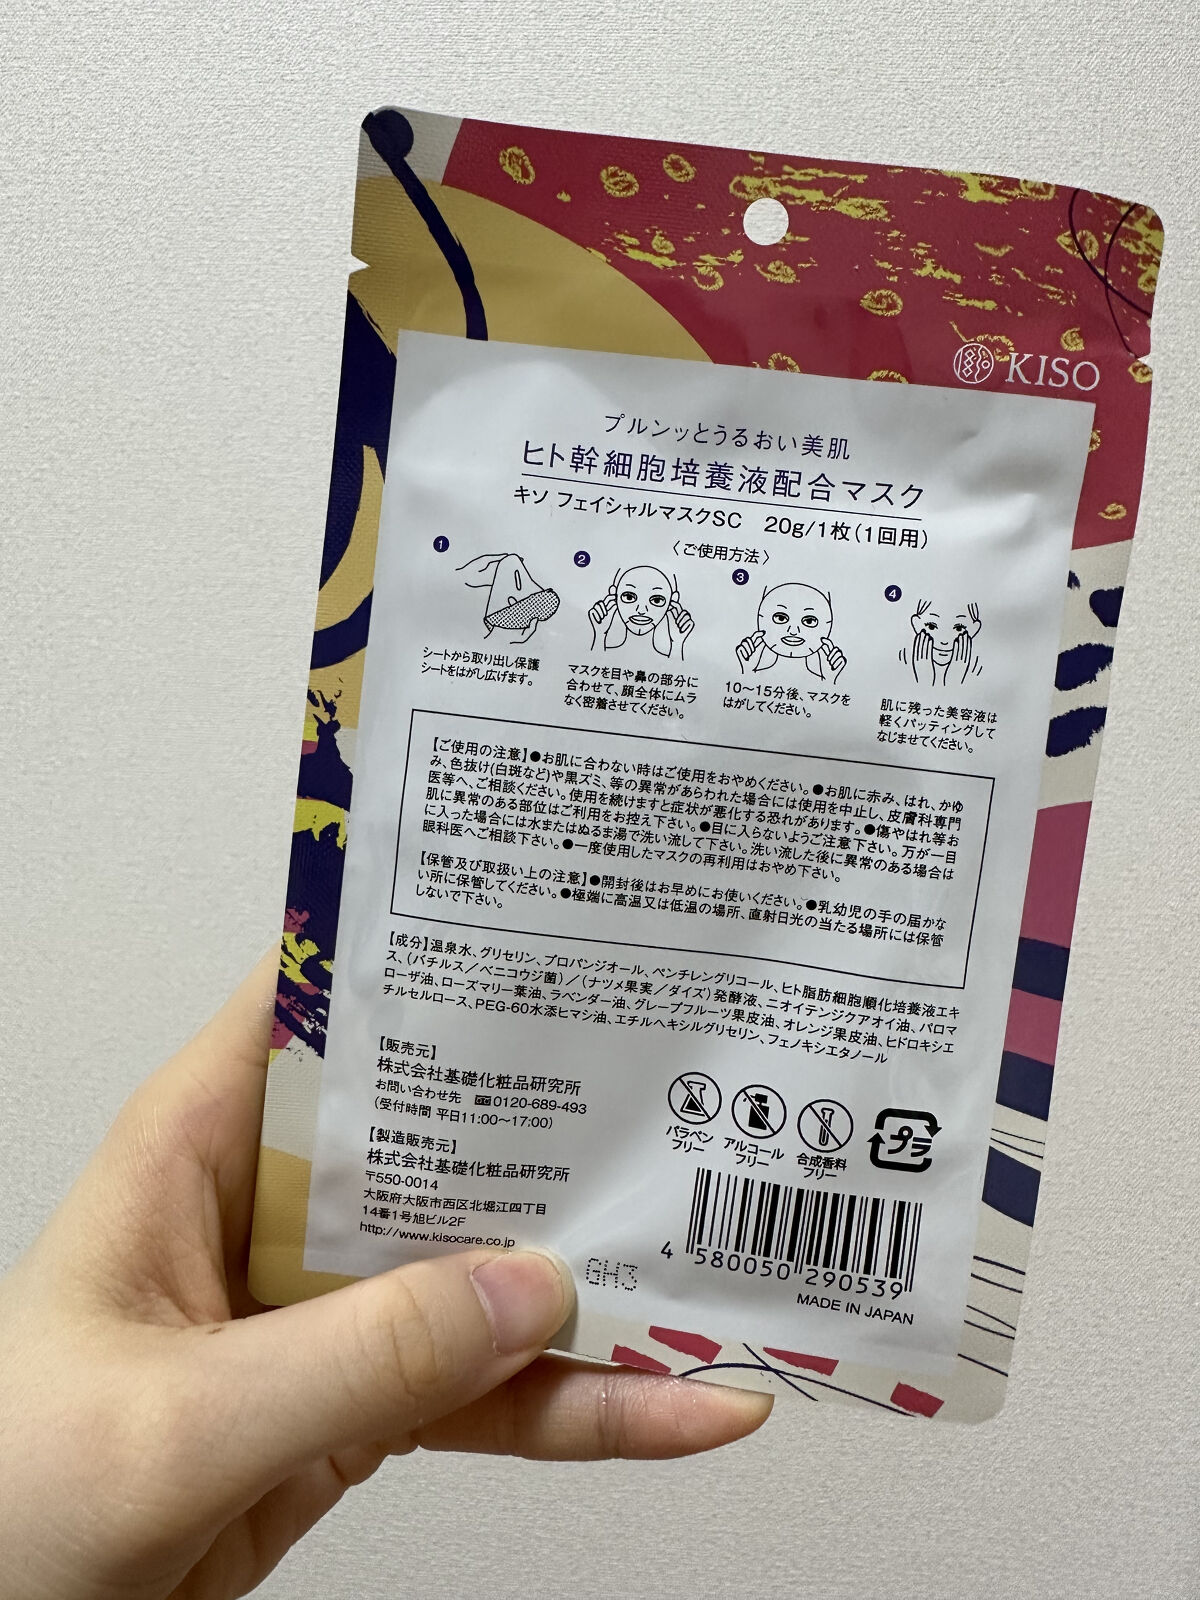 KISO
プルンッとうるおい美肌
ヒト幹細胞培養液配合マスク
キソ フェイシャルマスクSC 20g/1枚(1回用)
〈ご使用方法〉
1
シートから取り出し保護
シートをはがし広げます。
2
マスクを目や鼻の部分に
合わせて、顔全体にムラ
なく密着させてください。
3
10〜15分後、マスクを
はがしてください。
4
肌に残った美容液は
軽くパッティングして
なじませてください。
【ご使用の注意】●お肌に合わない時はご使用をおやめください。●お肌に赤み、はれ、かゆ
み、色抜け(白斑など)や黒ズミ、等の異常があらわれた場合には使用を中止し、皮膚科専門
医等へ、ご相談ください。使用を続けますと症状が悪化する恐れがあります。●傷やはれ等お
肌に異常のある部位はご利用をお控え下さい。●目に入らないようご注意下さい。万が一目
に入った場合には水またはぬるま湯で洗い流して下さい。洗い流した後に異常のある場合は
眼科医へご相談下さい。●一度使用したマスクの再利用はおやめ下さい。
【保管及び取扱い上の注意】●開封後はお早めにお使いください。●乳幼児の手の届かな
い所に保管してください。●極端に高温又は低温の場所、直射日光の当たる場所には保管
しないで下さい。
【成分】温泉水、グリセリン、プロパンジオール、ペンチレングリコール、ヒト脂肪細胞順化培養液エキ
ス、(バチルス/ベニコウジ菌)/(ナツメ果実/ダイズ)発酵液、ニオイテンジクアオイ油、パロマ
ローザ油、ローズマリー葉油、ラベンダー油、グレープフルーツ果皮油、オレンジ果皮油、ヒドロキシエ
チルセルロース、PEG-60水添ヒマシ油、エチルヘキシルグリセリン、フェノキシエタノール
【販売元】
株式会社基礎化粧品研究所
お問い合わせ先 0120-689-493
(受付時間 平日11:00〜17:00)
【製造販売元】
株式会社基礎化粧品研究所
〒550-0014
大阪府大阪市西区北堀江四丁目
14番1号旭ビル2F
http://www.kisocare.co.jp
パラベン
フリー
アルコール
フリー
合成香料
フリー
プラ
4 580050 290539
MADE IN JAPAN
GH3